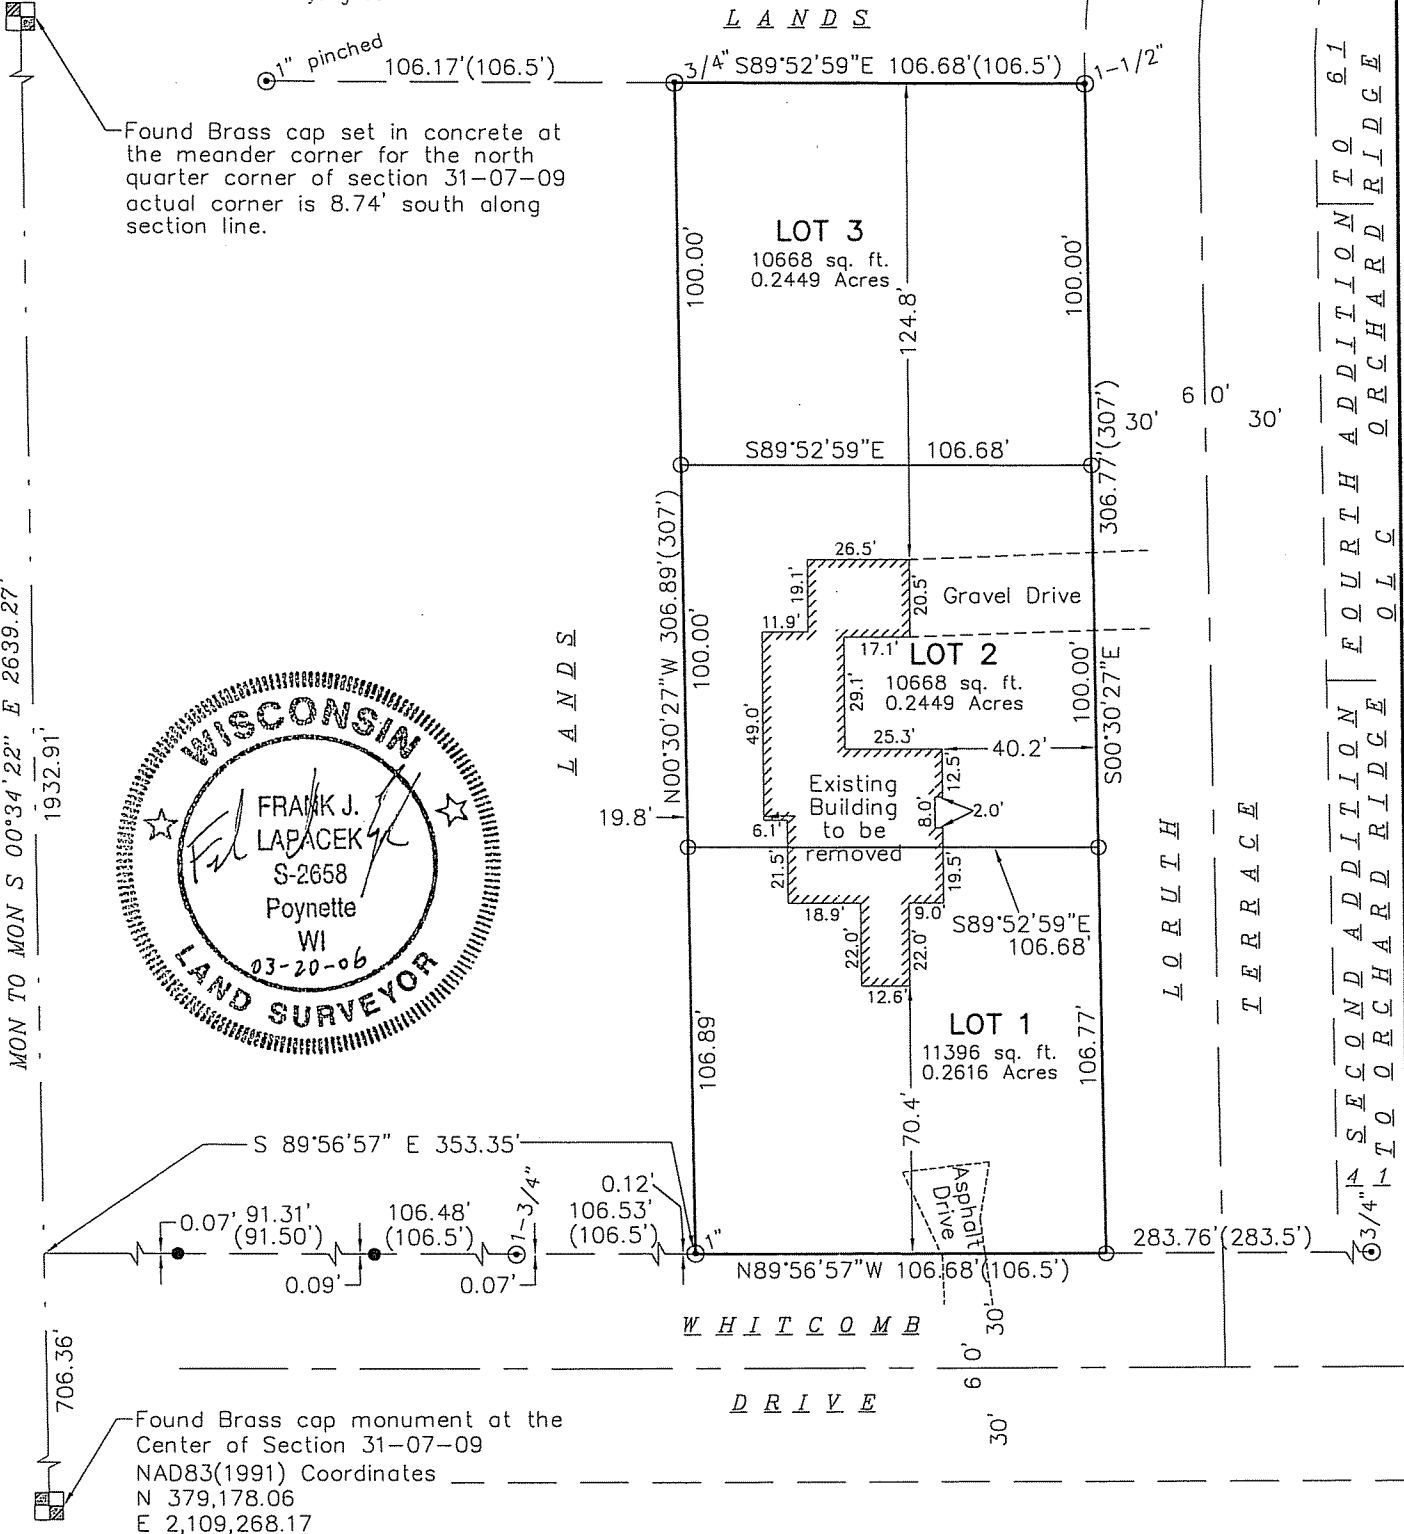 L A N D S
1" pinched
106.17'(106.5')
3/4"
S89°52'59"E 106.68'(106.5')
1-1/2"
Found Brass cap set in concrete at
the meander corner for the north
quarter corner of section 31-07-09
actual corner is 8.74' south along
section line.
LOT 3
10668 sq. ft.
0.2449 Acres
100.00'
100.00'
124.8'
S89°52'59"E 106.68'
306.77'(307')
30'
60'
30'
FOURTH ADDITION TO 61
OLC ORCHARD RIDGE
N00°30'27"W 306.89'(307')
26.5'
19.1'
20.5'
Gravel Drive
11.9'
17.1'
LOT 2
10668 sq. ft.
0.2449 Acres
100.00'
100.00'
S00°30'27"E
29.1'
49.0'
25.3'
40.2'
12.5'
Existing
Building
to be
removed
8.0'
2.0'
19.8'
6.1'
21.5'
19.5'
18.9'
9.0'
S89°52'59"E
106.68'
22.0'
22.0'
12.6'
L A N D S
MON TO MON S 00°34'22" E 2639.27'
1932.91'
WISCONSIN
FRANK J.
LAPACEK
S-2658
Poynette
WI
03-20-06
LAND SURVEYOR
LORUTH
TERRACE
SECOND ADDITION
TO ORCHARD RIDGE
41
LOT 1
11396 sq. ft.
0.2616 Acres
106.89'
106.77'
70.4'
S 89°56'57" E 353.35'
0.12'
0.07'
91.31'
(91.50')
106.48'
(106.5')
1-3/4"
106.53'
(106.5')
1"
0.09'
0.07'
Asphalt
Drive
N89°56'57"W 106.68'(106.5')
283.76'(283.5')
3/4"
W H I T C O M B
30'
60'
D R I V E
30'
706.36'
Found Brass cap monument at the
Center of Section 31-07-09
NAD83(1991) Coordinates
N 379,178.06
E 2,109,268.17